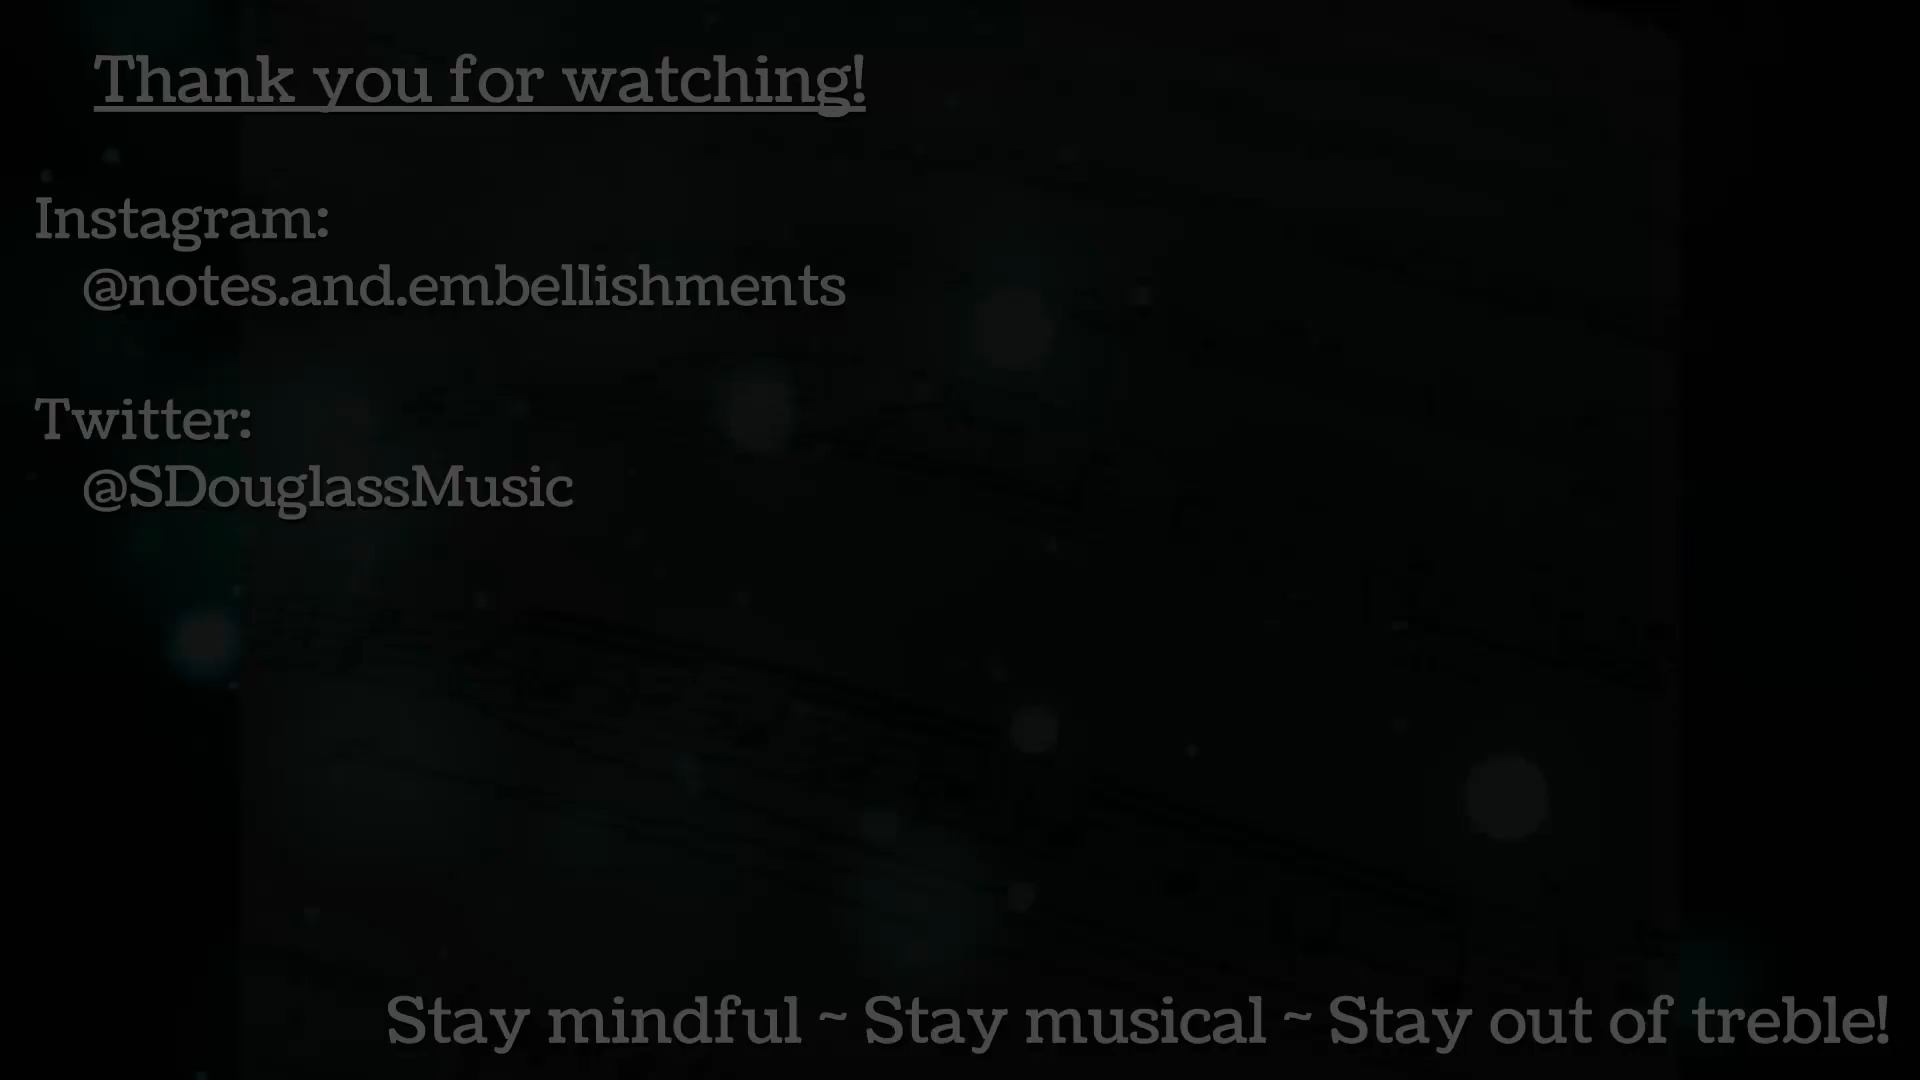 Thank you for watching!
Instagram:
@notes.and.embellishments
Twitter:
@SDouglassMusic
Stay mindful ~ Stay musical ~ Stay out of treble!